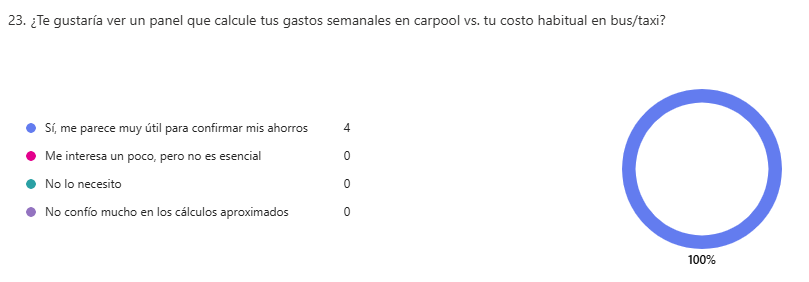 23. ¿Te gustaría ver un panel que calcule tus gastos semanales en carpool vs. tu costo habitual en bus/taxi?
Sí, me parece muy útil para confirmar mis ahorros 4
Me interesa un poco, pero no es esencial 0
No lo necesito 0
No confío mucho en los cálculos aproximados 0
100%